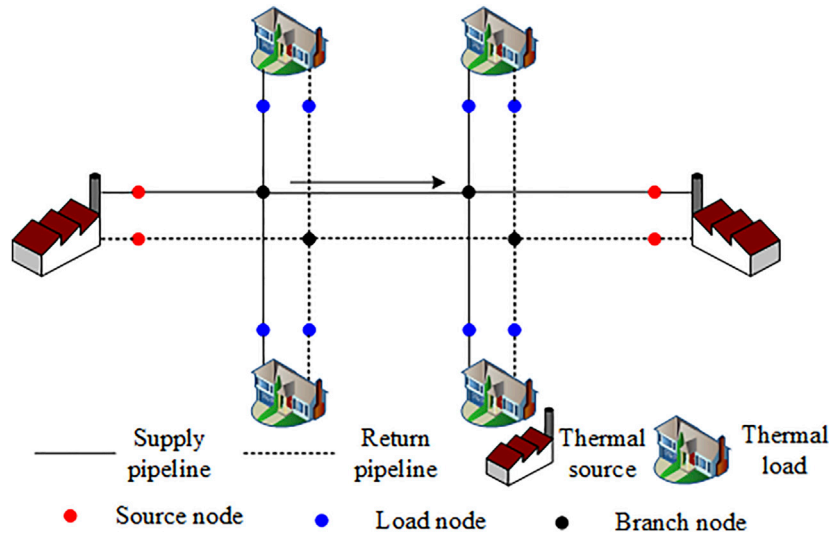 Supply
pipeline
Return
pipeline
Thermal
source
Thermal
load
Source node
Load node
Branch node